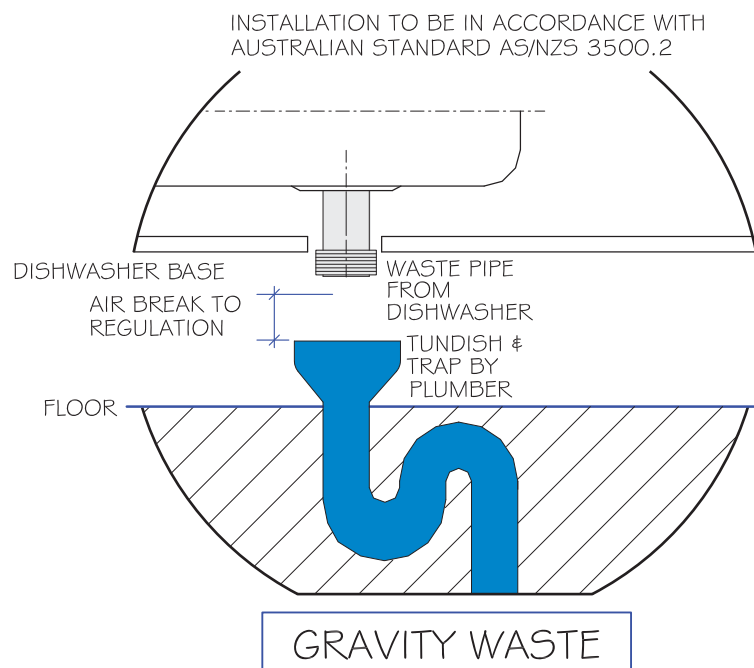 INSTALLATION TO BE IN ACCORDANCE WITH
AUSTRALIAN STANDARD AS/NZS 3500.2
DISHWASHER BASE
WASTE PIPE
FROM
DISHWASHER
AIR BREAK TO
REGULATION
TUNDISH &
TRAP BY
PLUMBER
FLOOR
GRAVITY WASTE